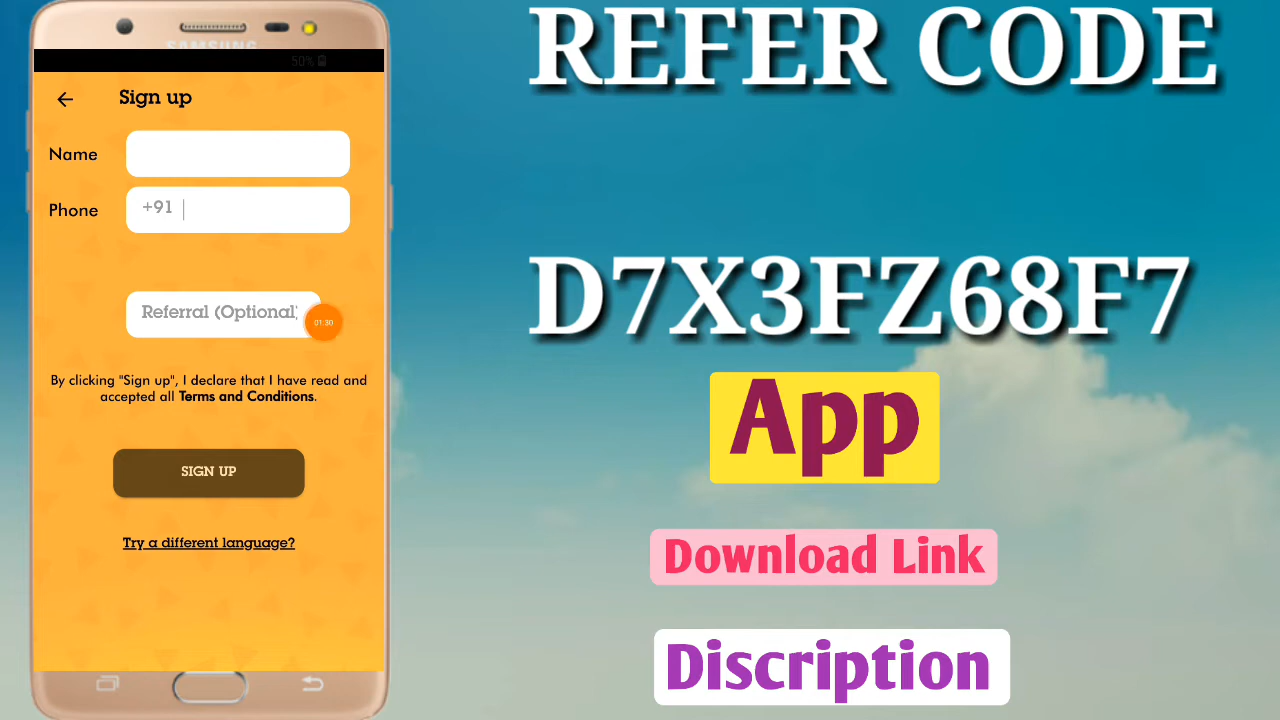 SAMSUNG
50%
Sign up
Name
Phone
+91
Referral (Optional)
01:30
By clicking "Sign up", I declare that I have read and
accepted all Terms and Conditions.
SIGN UP
Try a different language?
REFER CODE
D7X3FZ68F7
App
Download Link
Discription